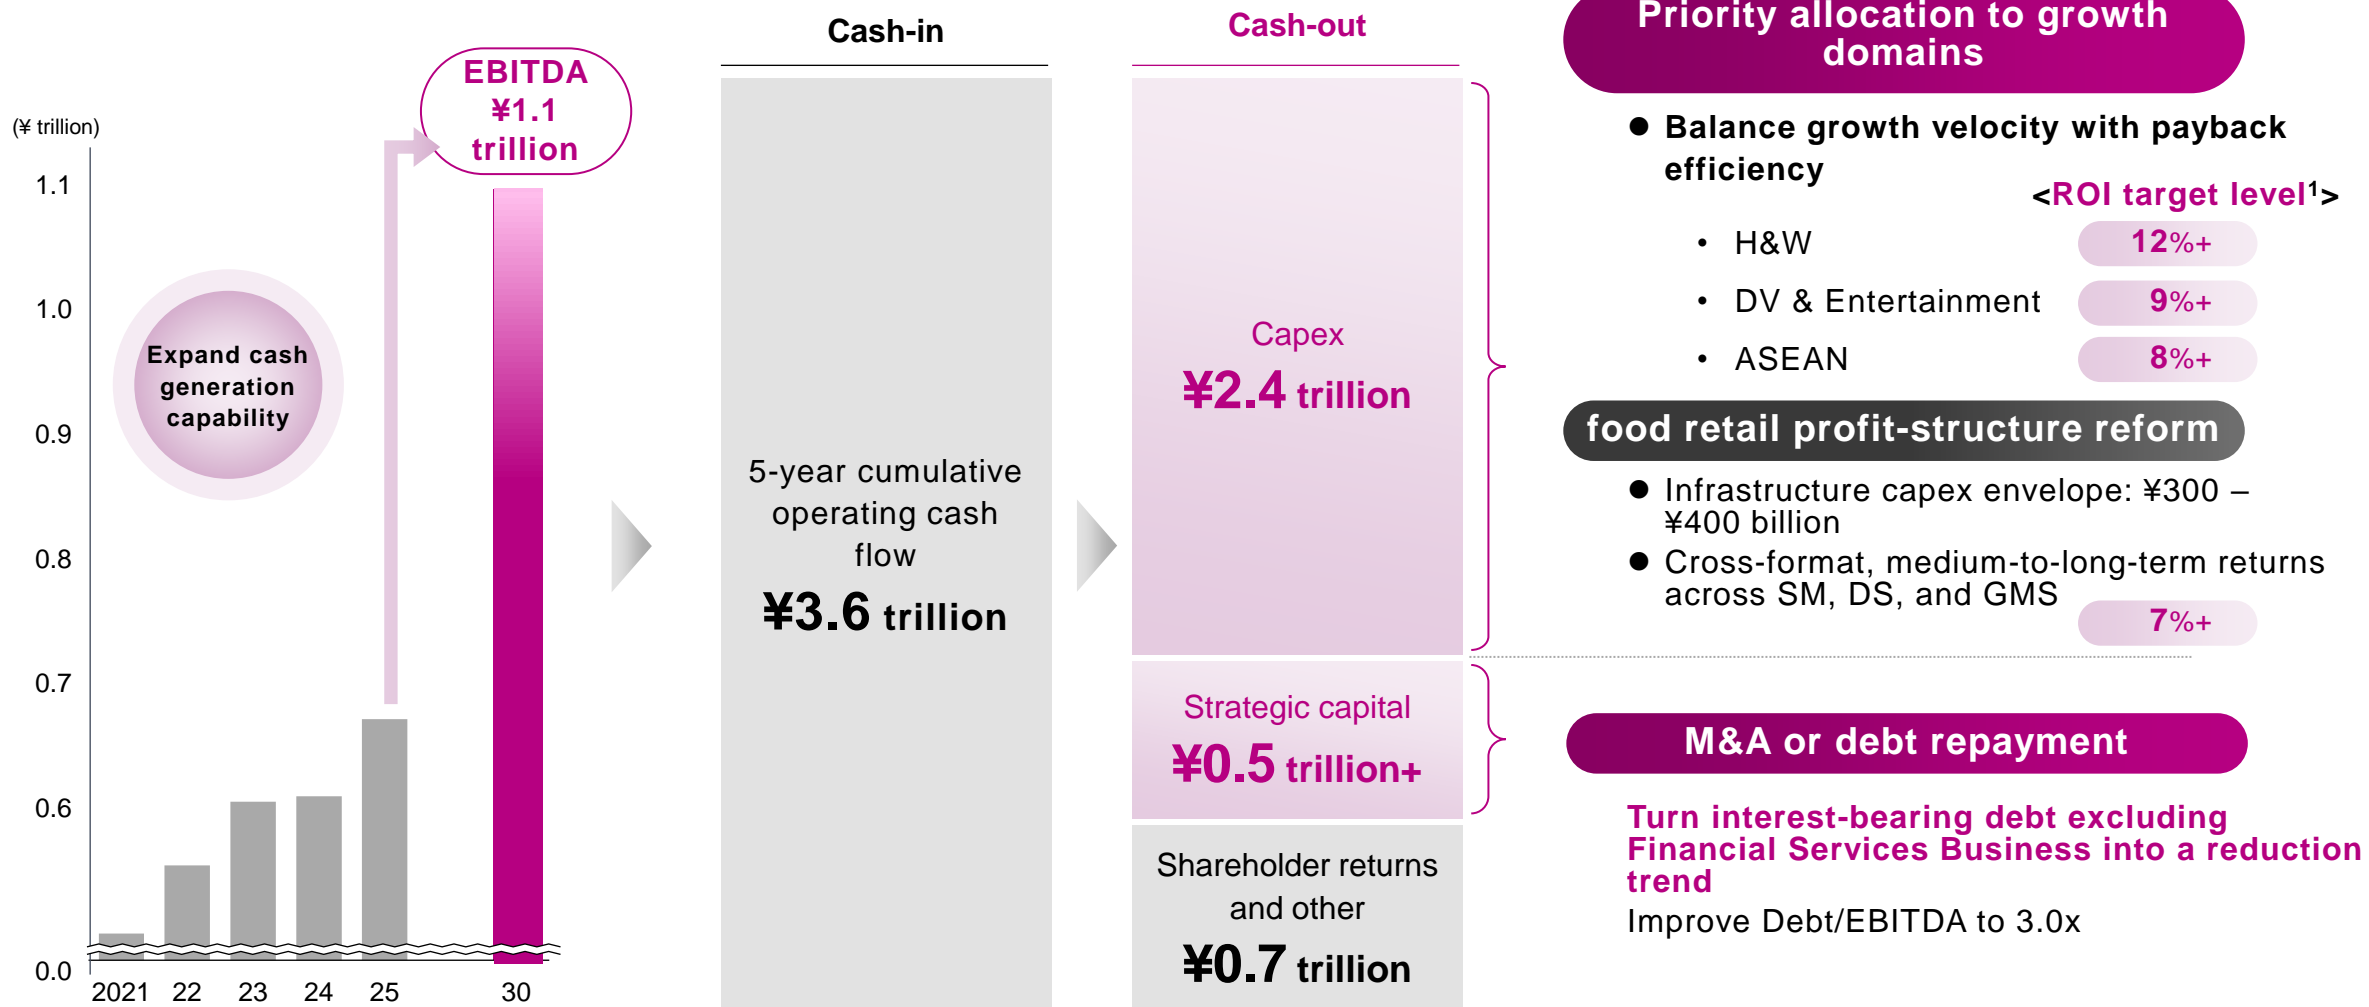 (¥ trillion)
1.1
1.0
0.9
0.8
0.7
0.6
0.0
2021
22
23
24
25
30
Expand cash
generation
capability
EBITDA
¥1.1
trillion
Cash-in
5-year cumulative
operating cash
flow
¥3.6 trillion
Cash-out
Capex
¥2.4 trillion
Strategic capital
¥0.5 trillion+
Shareholder returns
and other
¥0.7 trillion
Priority allocation to growth
domains
● Balance growth velocity with payback
efficiency
<ROI target level¹>
• H&W 12%+
• DV & Entertainment 9%+
• ASEAN 8%+
food retail profit-structure reform
● Infrastructure capex envelope: ¥300 –
¥400 billion
● Cross-format, medium-to-long-term returns
across SM, DS, and GMS
7%+
M&A or debt repayment
Turn interest-bearing debt excluding
Financial Services Business into a reduction
trend
Improve Debt/EBITDA to 3.0x